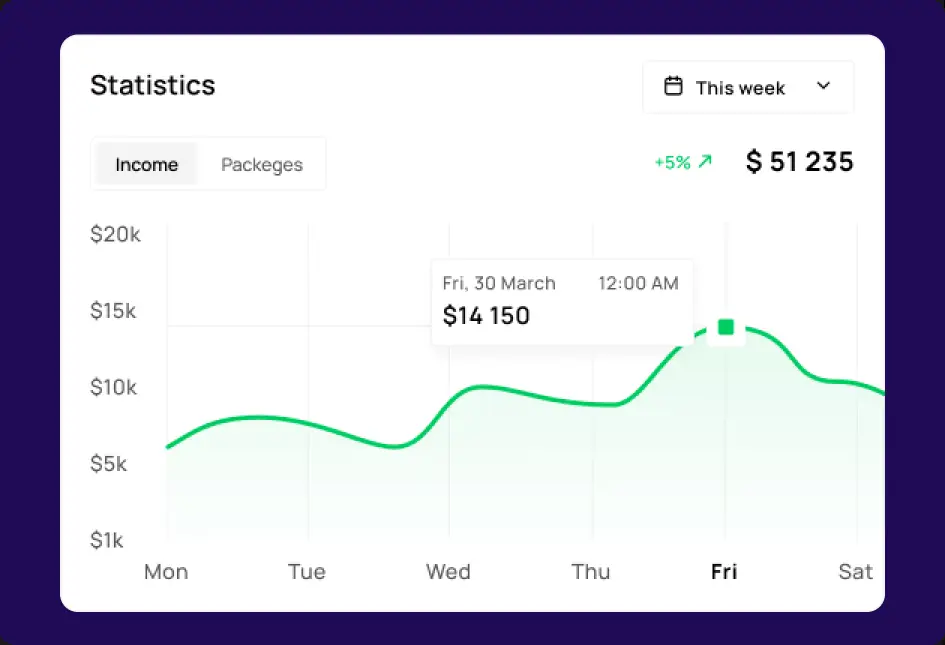 Statistics
This week
Income Packeges
+5% $ 51 235
$20k
Fri, 30 March 12:00 AM
$15k
$14 150
$10k
$5k
$1k
Mon Tue Wed Thu Fri Sat